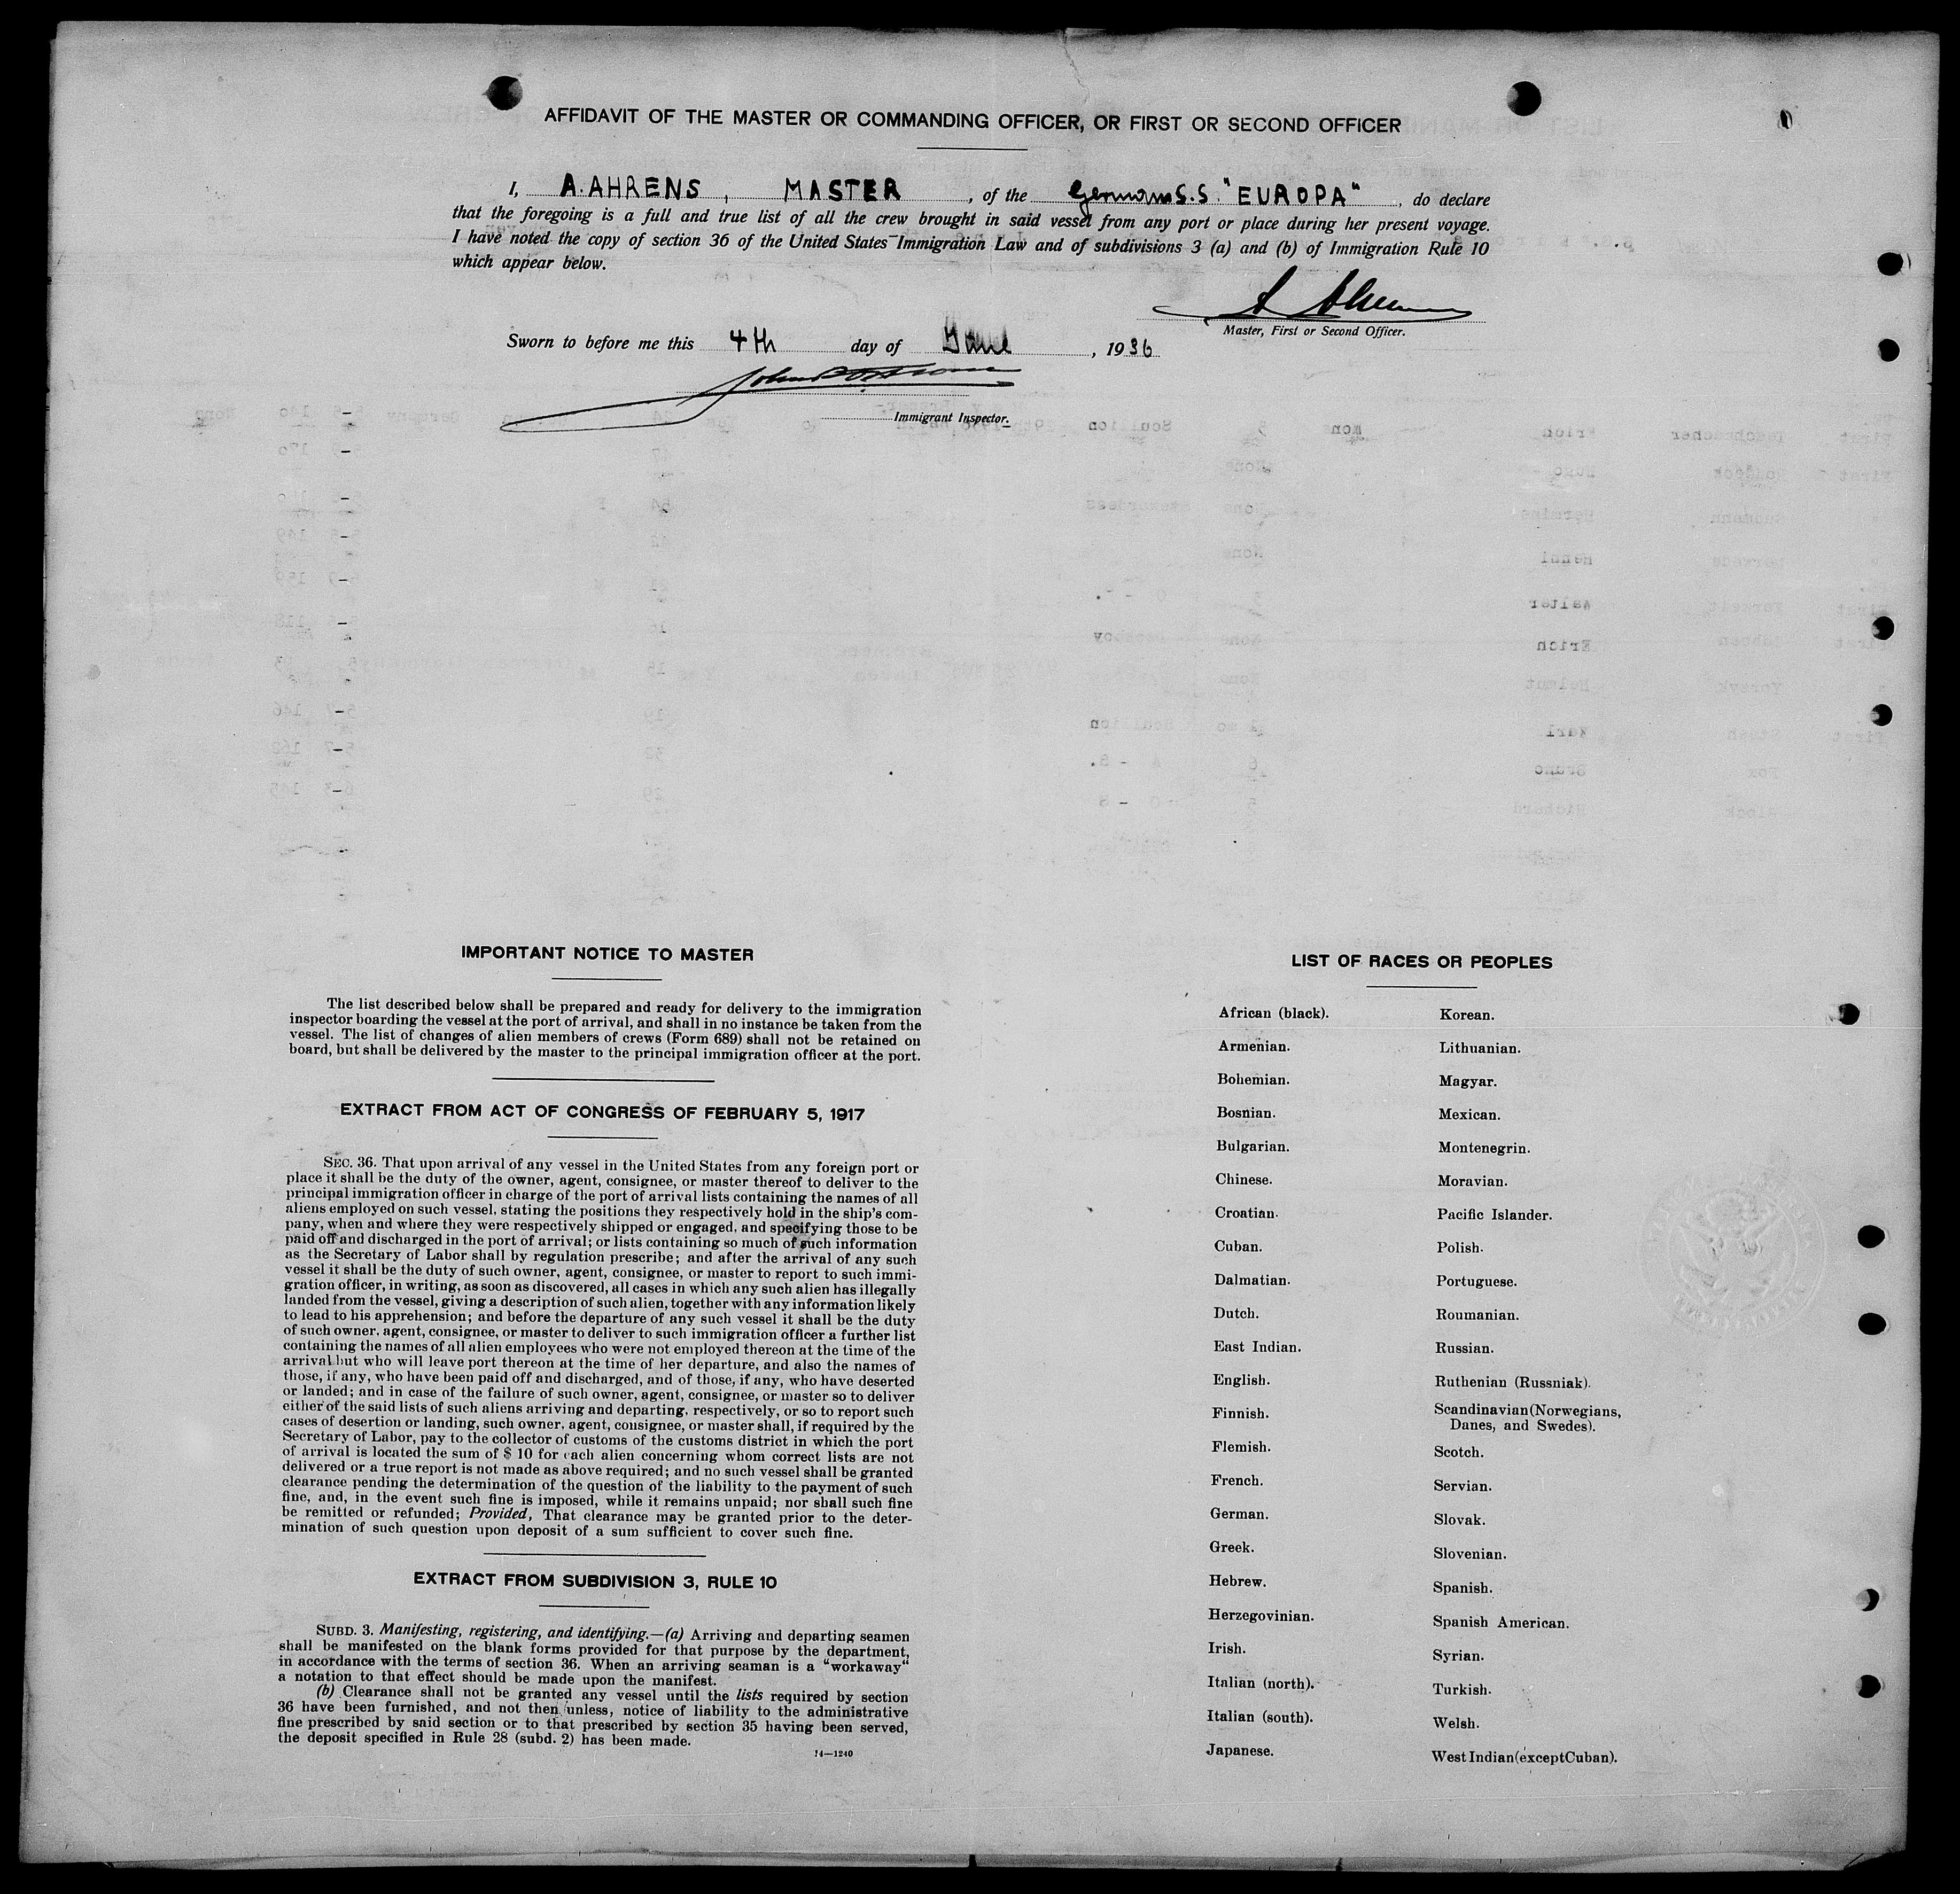 AFFIDAVIT OF THE MASTER OR COMMANDING OFFICER, OR FIRST OR SECOND OFFICER
I, A. AHRENS, MASTER, of the German S.S. "EUROPA", do declare
that the foregoing is a full and true list of all the crew brought in said vessel from any port or place during her present voyage.
I have noted the copy of section 36 of the United States Immigration Law and of subdivisions 3 (a) and (b) of Immigration Rule 10
which appear below.
A Ahrens
Master, First or Second Officer.
Sworn to before me this 4th day of June, 1936
Immigrant Inspector.
IMPORTANT NOTICE TO MASTER
The list described below shall be prepared and ready for delivery to the immigration
inspector boarding the vessel at the port of arrival, and shall in no instance be taken from the
vessel. The list of changes of alien members of crews (Form 689) shall not be retained on
board, but shall be delivered by the master to the principal immigration officer at the port.
EXTRACT FROM ACT OF CONGRESS OF FEBRUARY 5, 1917
SEC. 36. That upon arrival of any vessel in the United States from any foreign port or
place it shall be the duty of the owner, agent, consignee, or master thereof to deliver to the
principal immigration officer in charge of the port of arrival lists containing the names of all
aliens employed on such vessel, stating the positions they respectively hold in the ship's com-
pany, when and where they were respectively shipped or engaged, and specifying those to be
paid off and discharged in the port of arrival; or lists containing so much of such information
as the Secretary of Labor shall by regulation prescribe; and after the arrival of any such
vessel it shall be the duty of such owner, agent, consignee, or master to report to such immi-
gration officer, in writing, as soon as discovered, all cases in which any such alien has illegally
landed from the vessel, giving a description of such alien, together with any information likely
to lead to his apprehension; and before the departure of any such vessel it shall be the duty
of such owner, agent, consignee, or master to deliver to such immigration officer a further list
containing the names of all alien employees who were not employed thereon at the time of the
arrival but who will leave port thereon at the time of her departure, and also the names of
those, if any, who have been paid off and discharged, and of those, if any, who have deserted
or landed; and in case of the failure of such owner, agent, consignee, or master so to deliver
either of the said lists of such aliens arriving and departing, respectively, or so to report such
cases of desertion or landing, such owner, agent, consignee, or master shall, if required by the
Secretary of Labor, pay to the collector of customs of the customs district in which the port
of arrival is located the sum of $ 10 for each alien concerning whom correct lists are not
delivered or a true report is not made as above required; and no such vessel shall be granted
clearance pending the determination of the question of the liability to the payment of such
fine, and, in the event such fine is imposed, while it remains unpaid; nor shall such fine
be remitted or refunded; Provided, That clearance may be granted prior to the deter-
mination of such question upon deposit of a sum sufficient to cover such fine.
EXTRACT FROM SUBDIVISION 3, RULE 10
SUBD. 3. Manifesting, registering, and identifying.—(a) Arriving and departing seamen
shall be manifested on the blank forms provided for that purpose by the department,
in accordance with the terms of section 36. When an arriving seaman is a "workaway"
a notation to that effect should be made upon the manifest.
(b) Clearance shall not be granted any vessel until the lists required by section
36 have been furnished, and not then unless, notice of liability to the administrative
fine prescribed by said section or to that prescribed by section 35 having been served,
the deposit specified in Rule 28 (subd. 2) has been made.
14—1240
LIST OF RACES OR PEOPLES
African (black).
Armenian.
Bohemian.
Bosnian.
Bulgarian.
Chinese.
Croatian.
Cuban.
Dalmatian.
Dutch.
East Indian.
English.
Finnish.
Flemish.
French.
German.
Greek.
Hebrew.
Herzegovinian.
Irish.
Italian (north).
Italian (south).
Japanese.
Korean.
Lithuanian.
Magyar.
Mexican.
Montenegrin.
Moravian.
Pacific Islander.
Polish.
Portuguese.
Roumanian.
Russian.
Ruthenian (Russniak).
Scandinavian (Norwegians,
Danes, and Swedes).
Scotch.
Servian.
Slovak.
Slovenian.
Spanish.
Spanish American.
Syrian.
Turkish.
Welsh.
West Indian (except Cuban).